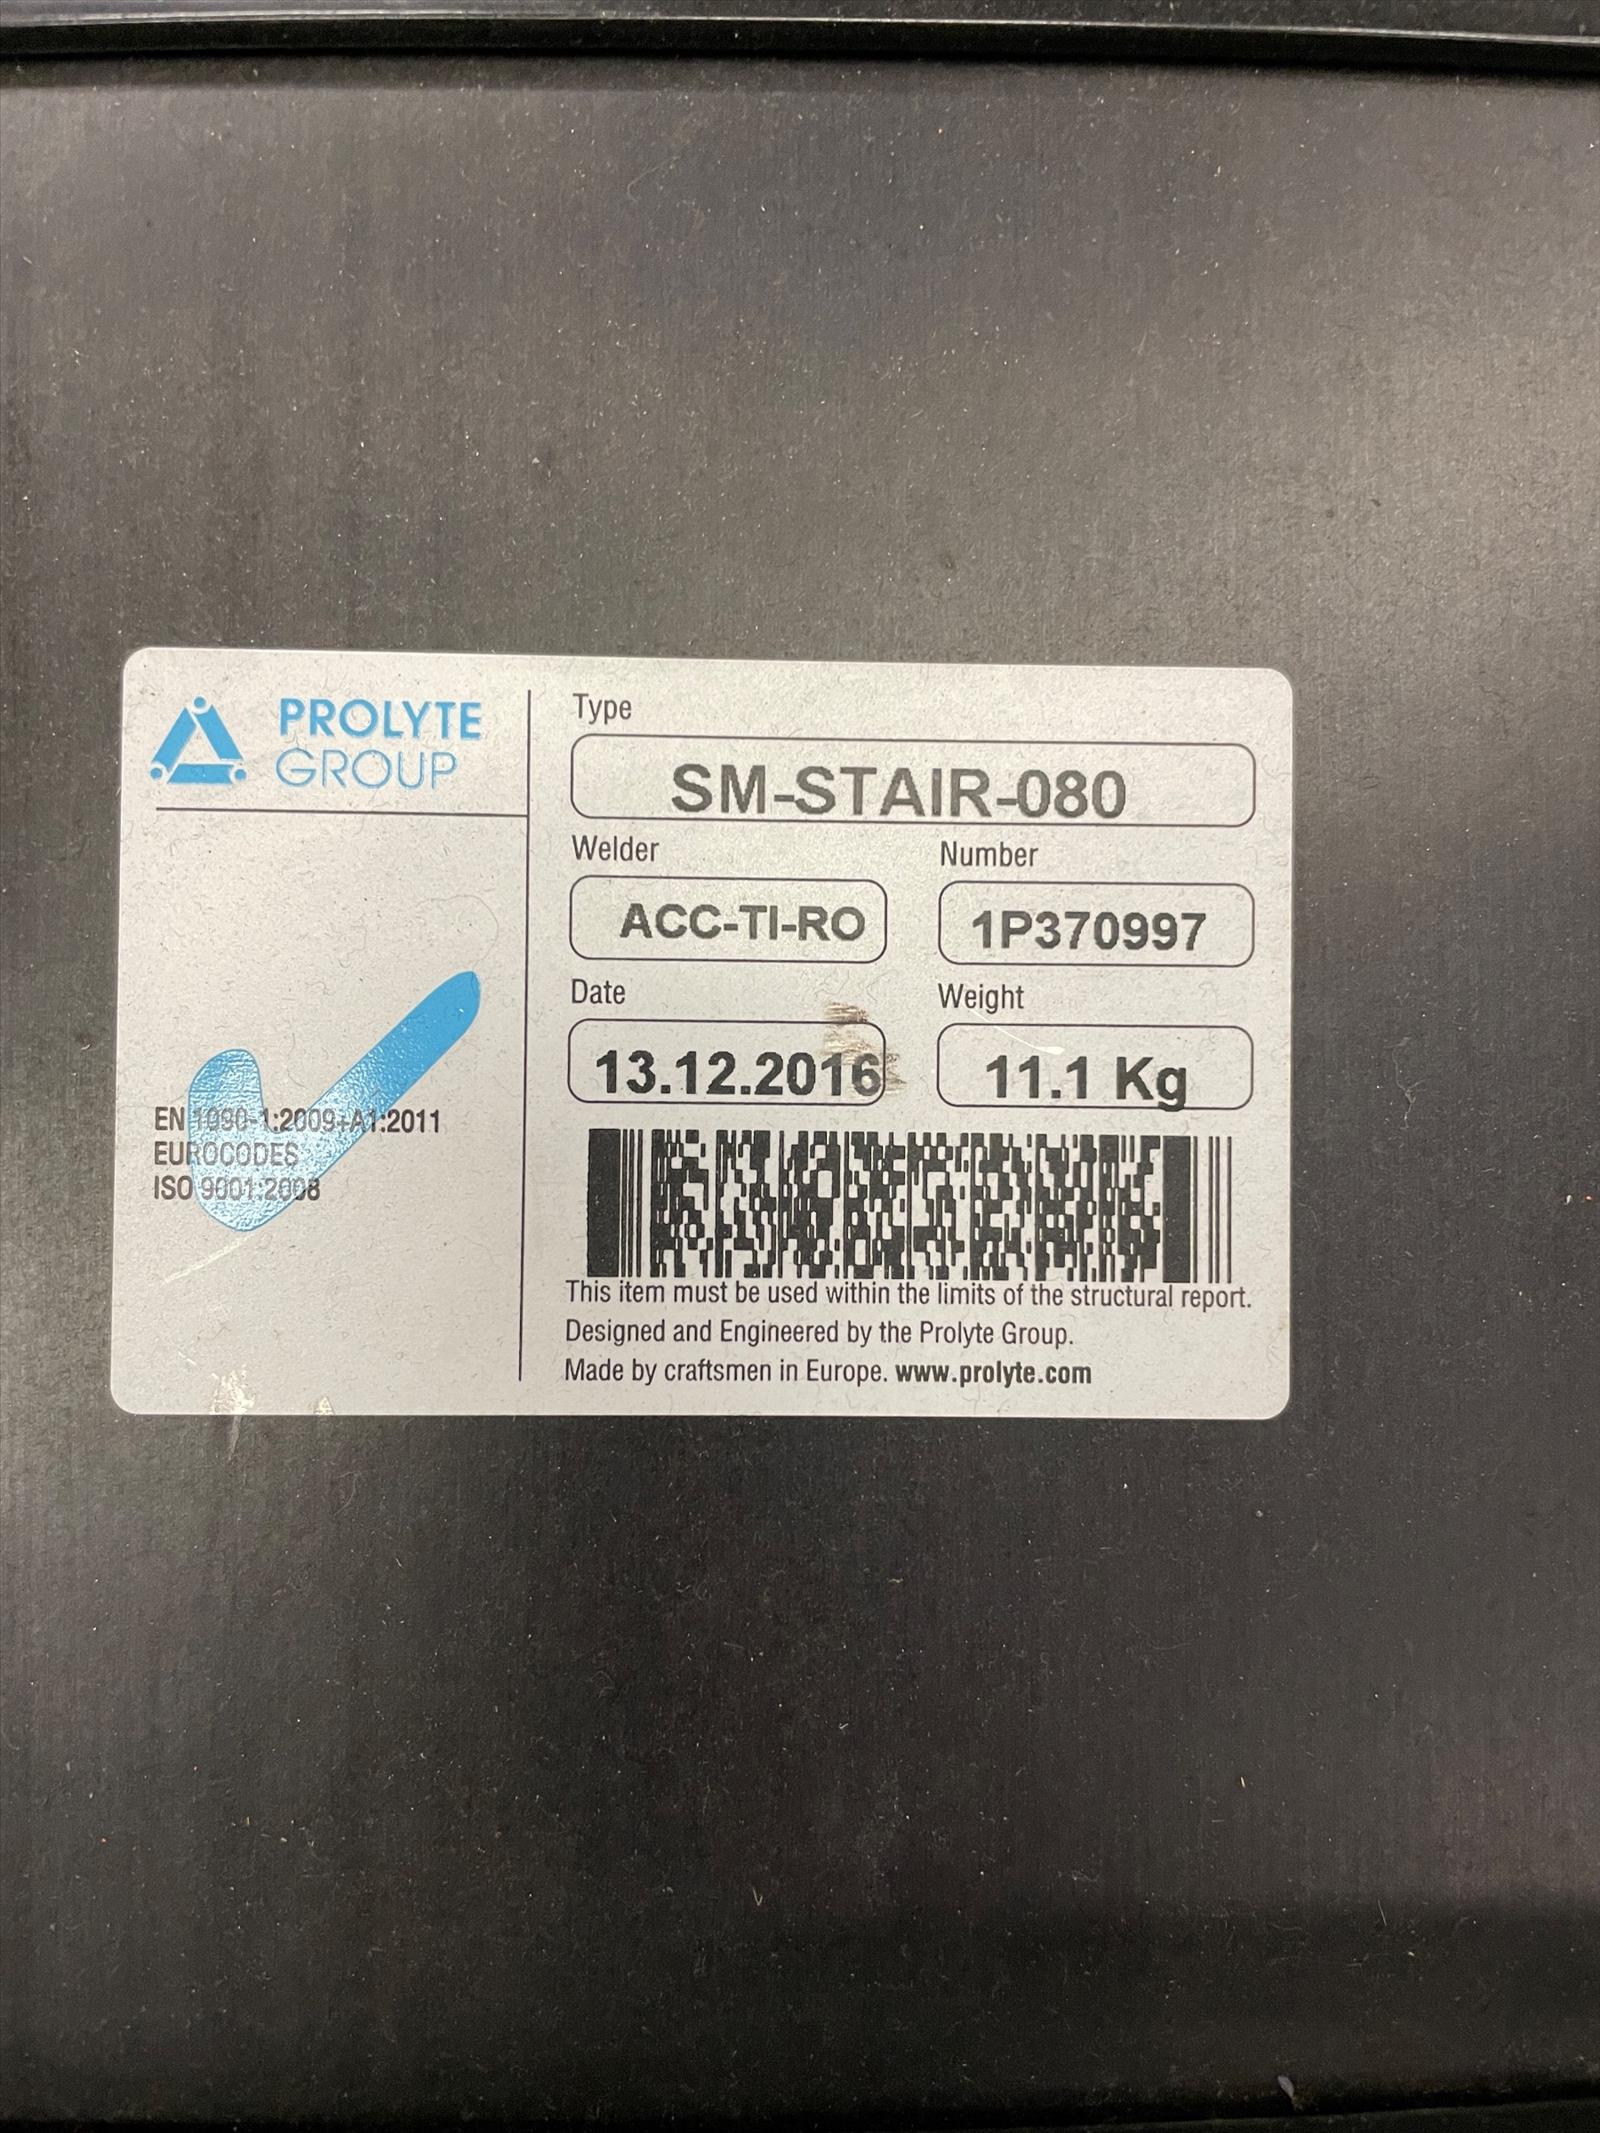 PROLYTE
GROUP
EN 1090-1:2009+A1:2011
EUROCODES
ISO 9001:2008
Type
SM-STAIR-080
Welder
Number
ACC-TI-RO
1P370997
Date
Weight
13.12.2016
11.1 Kg
This item must be used within the limits of the structural report.
Designed and Engineered by the Prolyte Group.
Made by craftsmen in Europe. www.prolyte.com